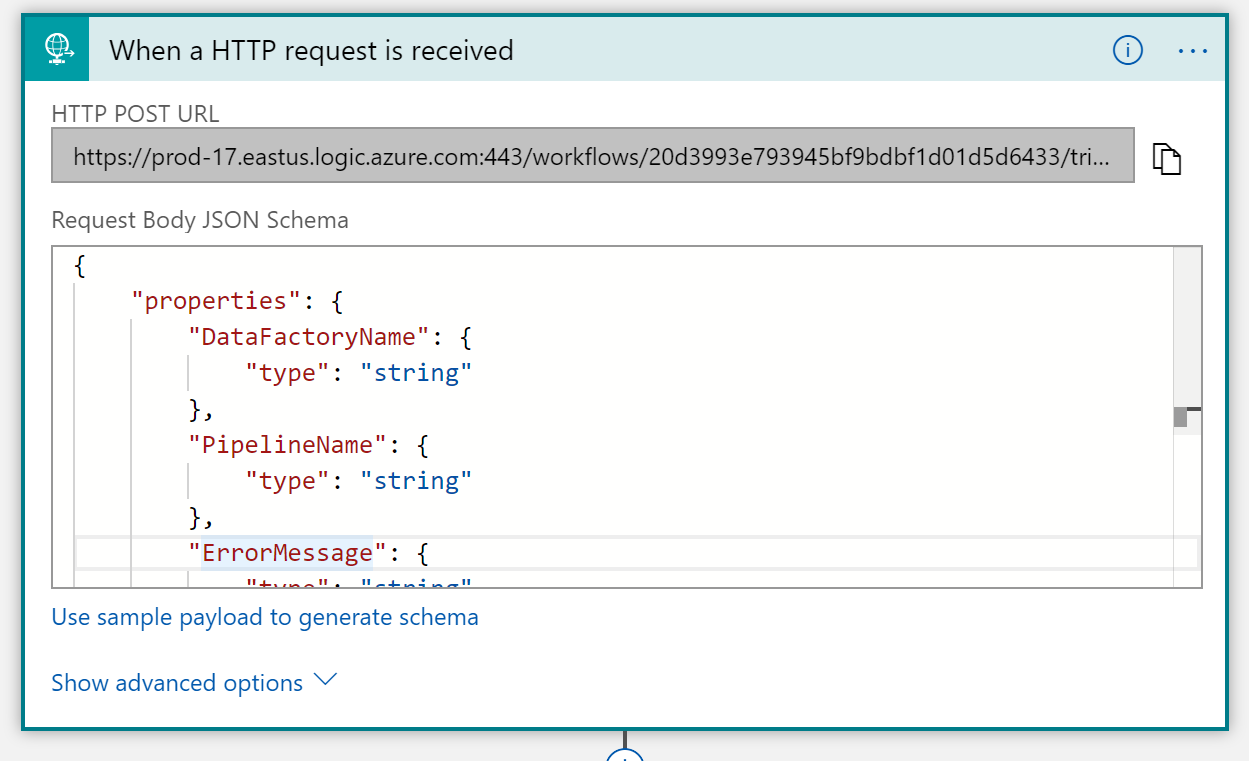 When a HTTP request is received
HTTP POST URL
https://prod-17.eastus.logic.azure.com:443/workflows/20d3993e793945bf9bdbf1d01d5d6433/tri...
Request Body JSON Schema
{
"properties": {
"DataFactoryName": {
"type": "string"
},
"PipelineName": {
"type": "string"
},
"ErrorMessage": {
"type": "string"
Use sample payload to generate schema
Show advanced options